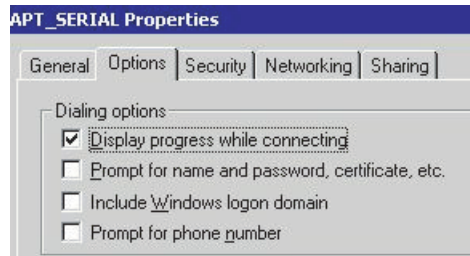 APT_SERIAL Properties
General Options Security Networking Sharing
Dialing options
Display progress while connecting
Prompt for name and password, certificate, etc.
Include Windows logon domain
Prompt for phone number